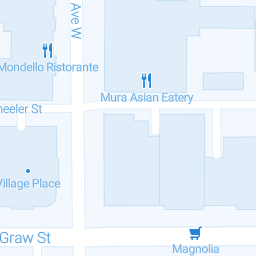 Ave W
Mondello Ristorante
heeler St
Mura Asian Eatery
Village Place
Graw St
Magnolia